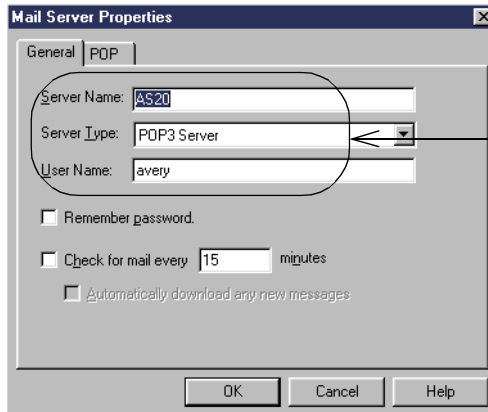 Mail Server Properties
General POP
Server Name: AS20
Server Type: POP3 Server
User Name: avery
Remember password.
Check for mail every 15 minutes
Automatically download any new messages
OK Cancel Help